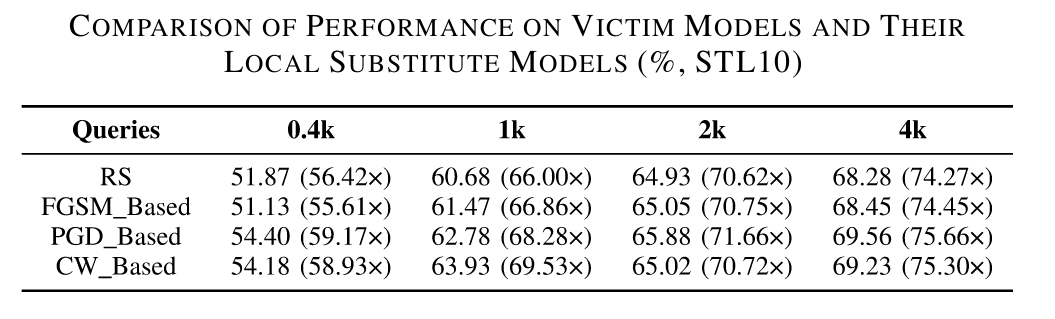 COMPARISON OF PERFORMANCE ON VICTIM MODELS AND THEIR
LOCAL SUBSTITUTE MODELS (%, STL10)
Queries 0.4k 1k 2k 4k
RS 51.87 (56.42×) 60.68 (66.00×) 64.93 (70.62×) 68.28 (74.27×)
FGSM_Based 51.13 (55.61×) 61.47 (66.86×) 65.05 (70.75×) 68.45 (74.45×)
PGD_Based 54.40 (59.17×) 62.78 (68.28×) 65.88 (71.66×) 69.56 (75.66×)
CW_Based 54.18 (58.93×) 63.93 (69.53×) 65.02 (70.72×) 69.23 (75.30×)